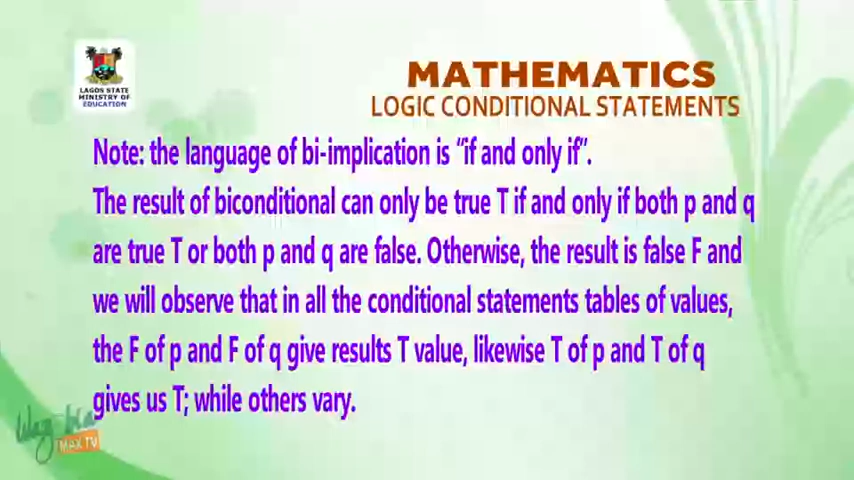 LAGOS STATE
MINISTRY OF
EDUCATION
MATHEMATICS
LOGIC CONDITIONAL STATEMENTS
Note: the language of bi-implication is “if and only if”.
The result of biconditional can only be true T if and only if both p and q
are true T or both p and q are false. Otherwise, the result is false F and
we will observe that in all the conditional statements tables of values,
the F of p and F of q give results T value, likewise T of p and T of q
gives us T; while others vary.
MAX TV